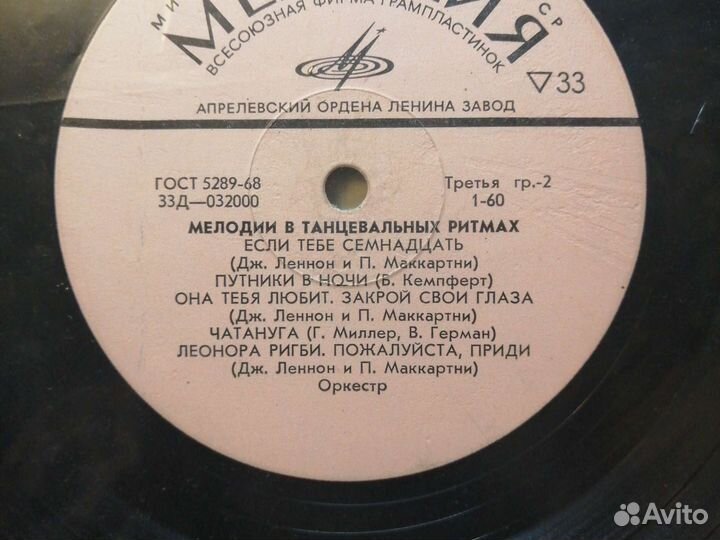 ВСЕСОЮЗНАЯ ФИРМА ГРАМПЛАСТИНОК
▽33
АПРЕЛЕВСКИЙ ОРДЕНА ЛЕНИНА ЗАВОД
ГОСТ 5289-68 Третья гр.-2
33Д—032000 1-60
МЕЛОДИИ В ТАНЦЕВАЛЬНЫХ РИТМАХ
ЕСЛИ ТЕБЕ СЕМНАДЦАТЬ
(Дж. Леннон и П. Маккартни)
ПУТНИКИ В НОЧИ (Б. Кемпферт)
ОНА ТЕБЯ ЛЮБИТ. ЗАКРОЙ СВОИ ГЛАЗА
(Дж. Леннон и П. Маккартни)
ЧАТАНУГА (Г. Миллер, В. Герман)
ЛЕОНОРА РИГБИ. ПОЖАЛУЙСТА, ПРИДИ
(Дж. Леннон и П. Маккартни)
Оркестр
Avito